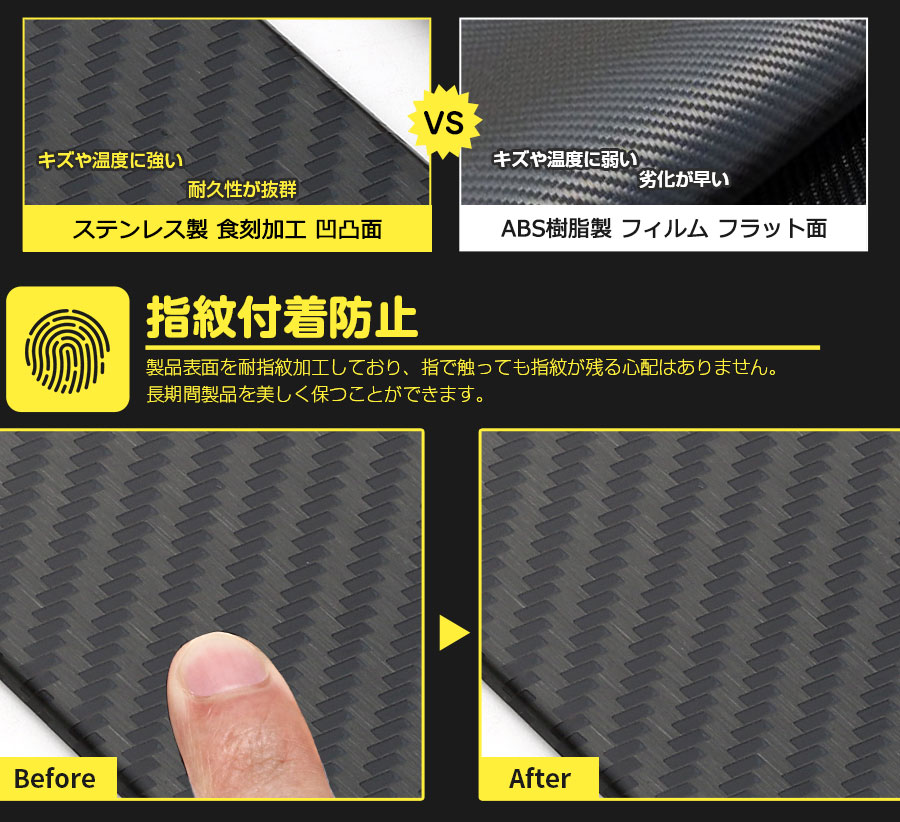 キズや温度に強い
耐久性が抜群
ステンレス製 食刻加工 凹凸面
VS
キズや温度に弱い
劣化が早い
ABS樹脂製 フィルム フラット面
指紋付着防止
製品表面を耐指紋加工しており、指で触っても指紋が残る心配はありません。
長期間製品を美しく保つことができます。
Before
After